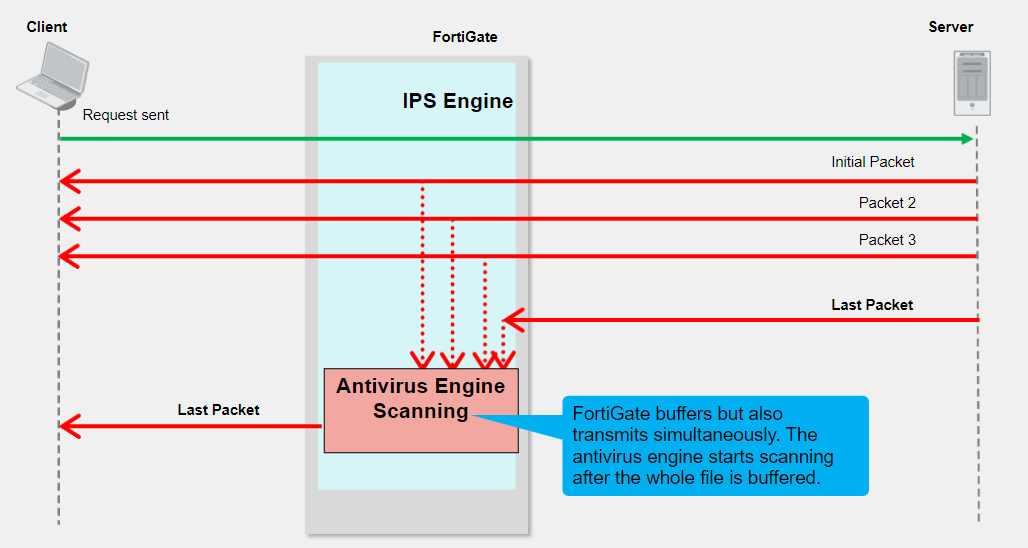 Client
FortiGate
Server
IPS Engine
Request sent
Initial Packet
Packet 2
Packet 3
Last Packet
Antivirus Engine
Scanning
Last Packet
FortiGate buffers but also
transmits simultaneously. The
antivirus engine starts scanning
after the whole file is buffered.